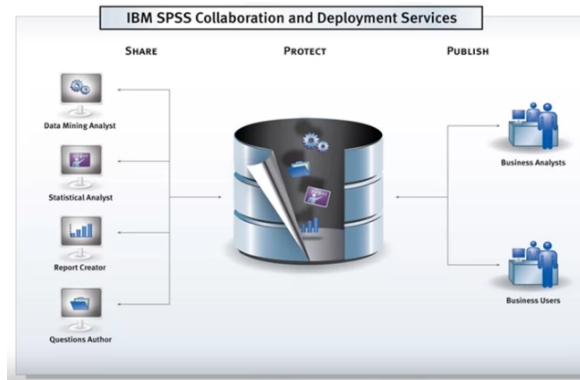 IBM SPSS Collaboration and Deployment Services
SHARE
PROTECT
PUBLISH
Data Mining Analyst
Statistical Analyst
Report Creator
Questions Author
Business Analysts
Business Users